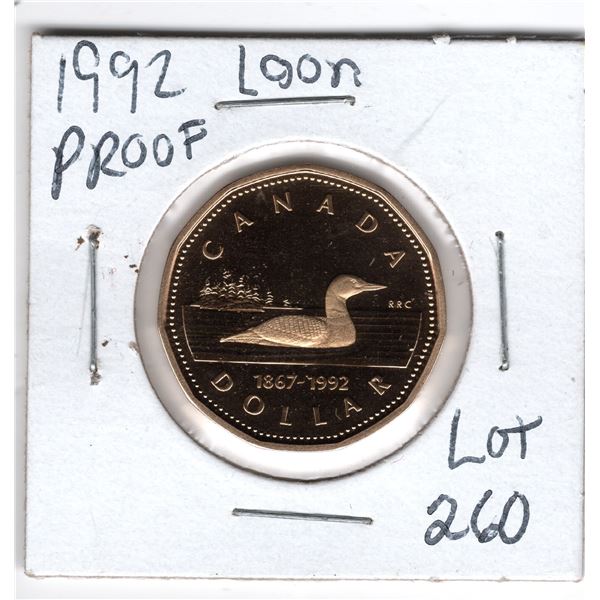 1992 Loon
PROOF
CANADA
RRC
1867-1992
DOLLAR
LOT
260